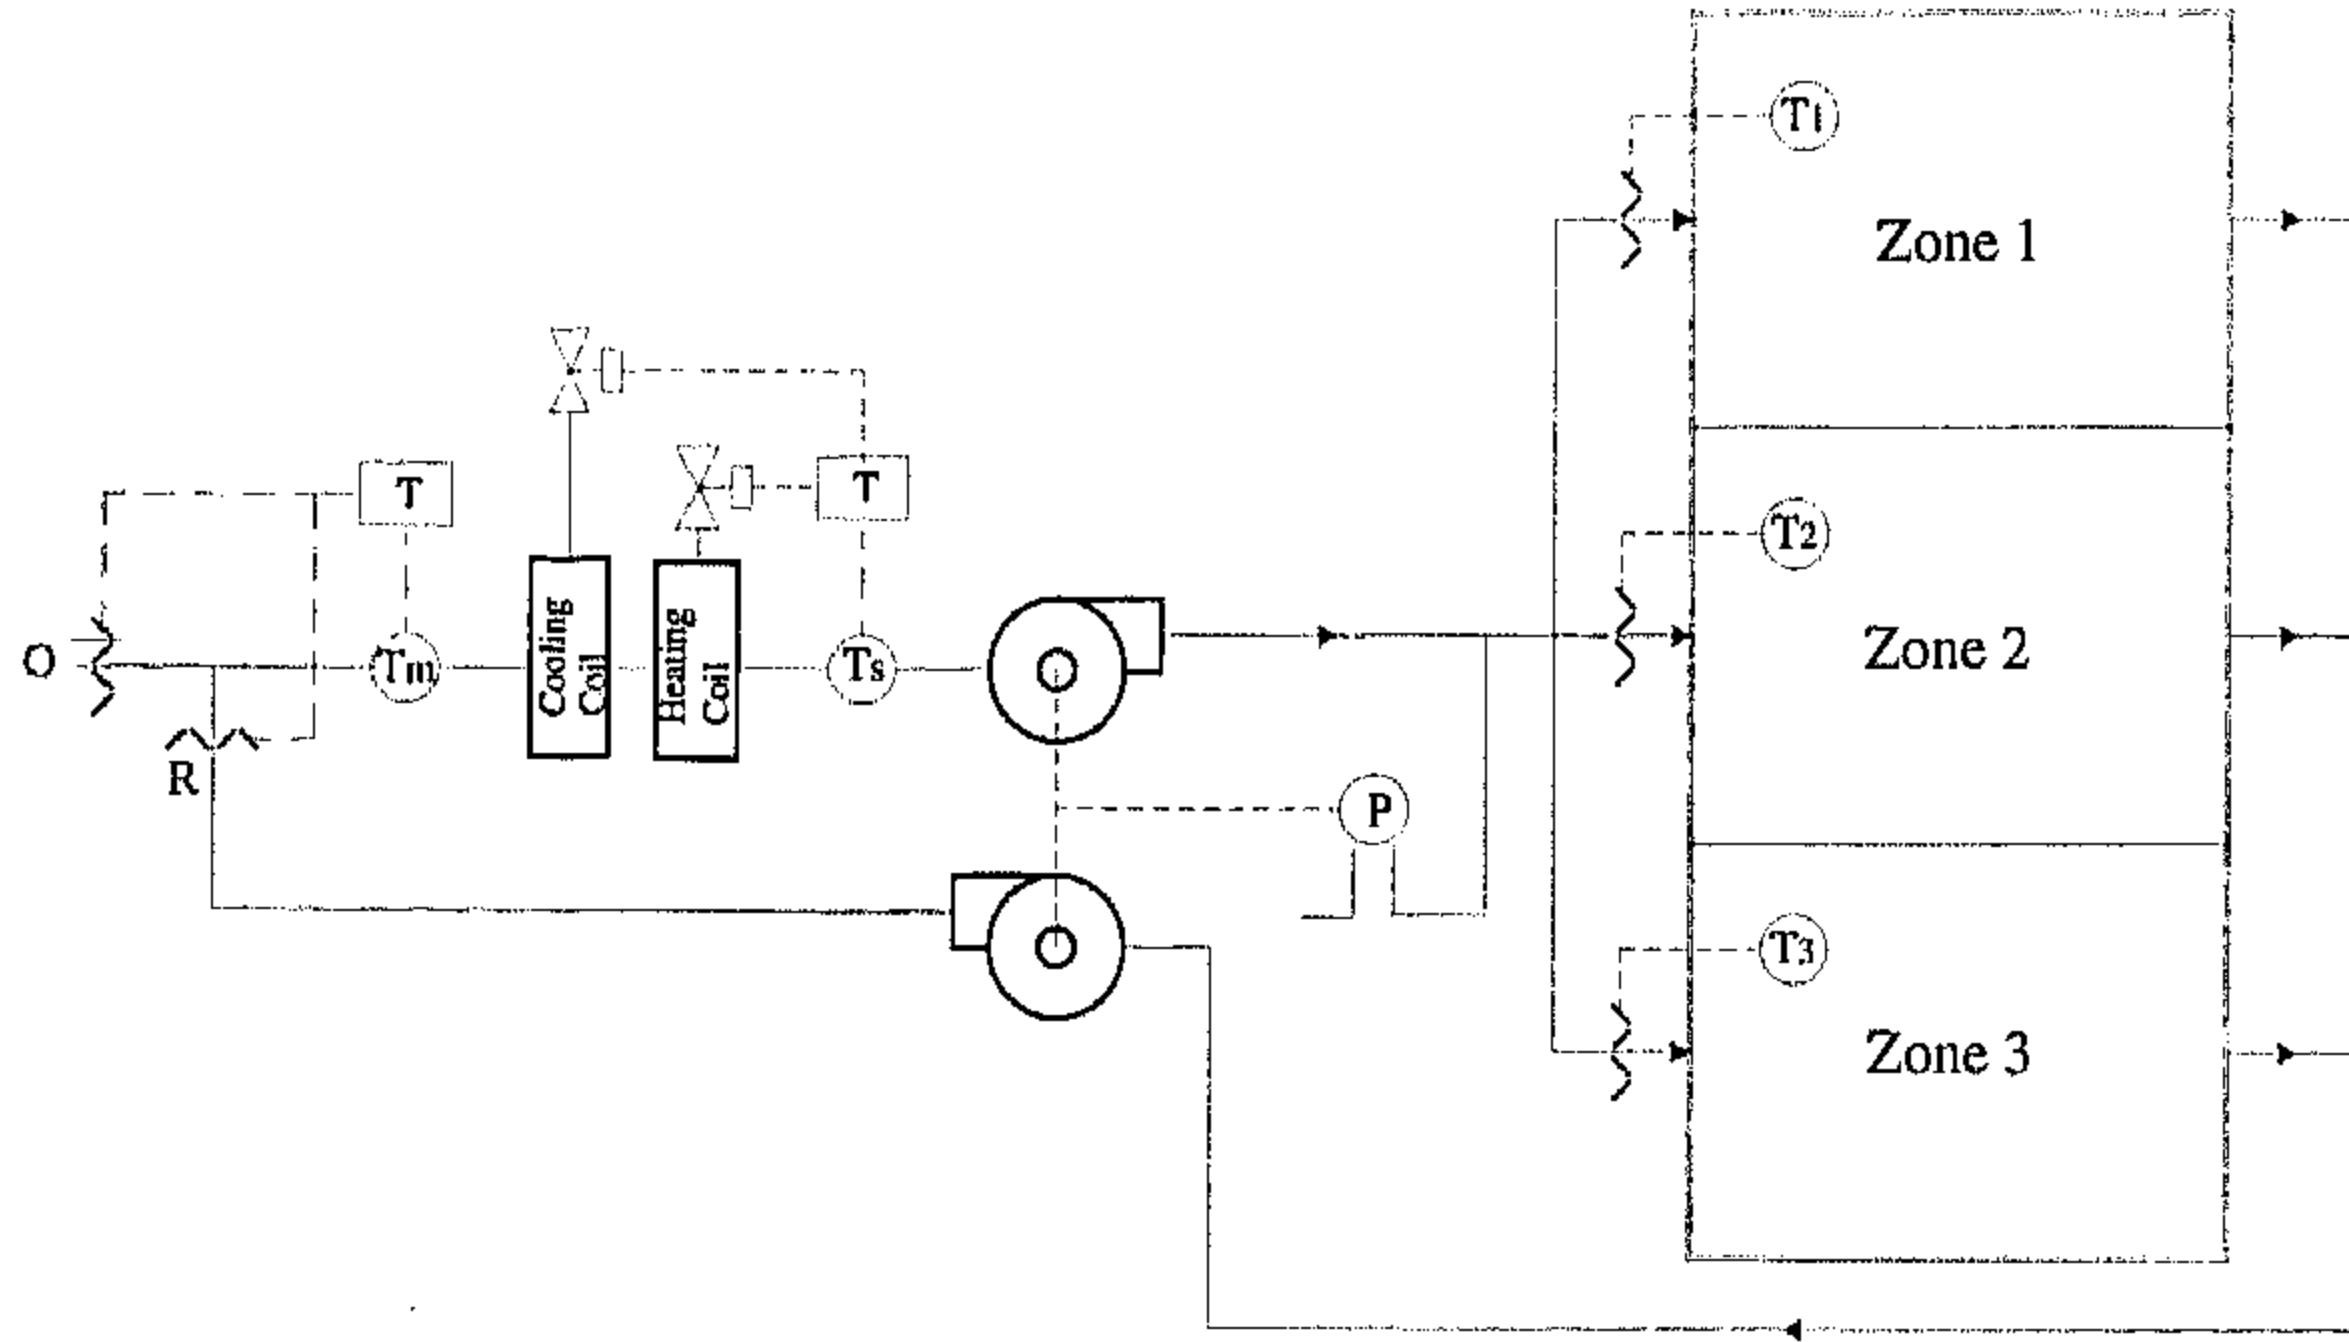 T1
Zone 1
T
T
T2
O
Tm
Cooling
Coil
Heating
Coil
Ts
Zone 2
R
P
T3
Zone 3